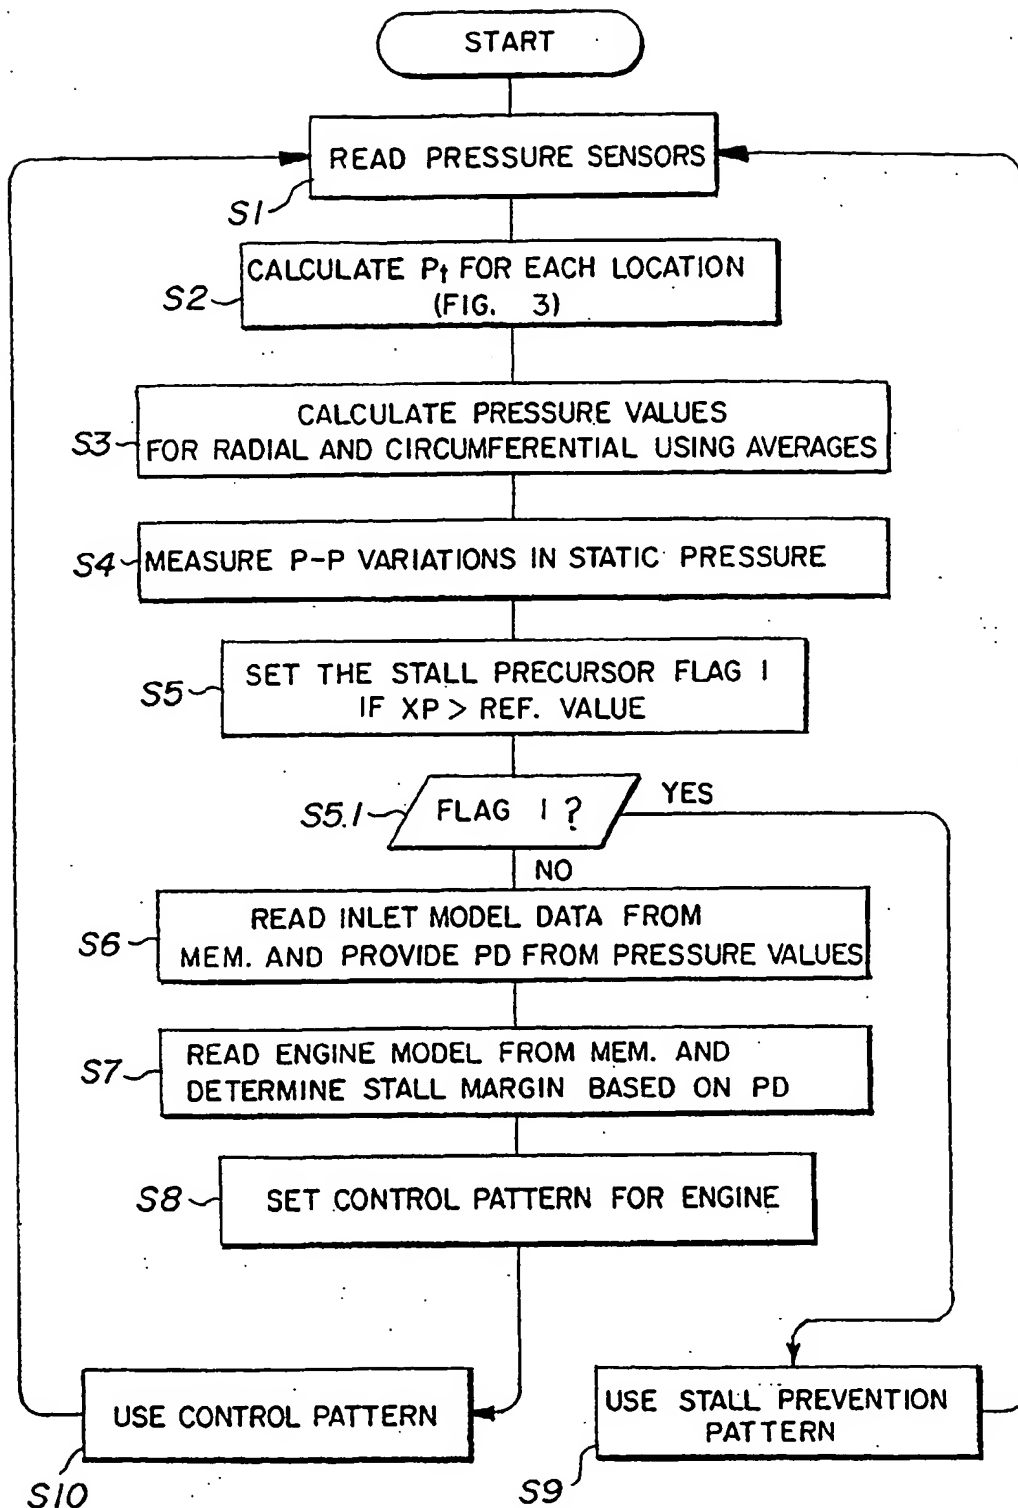 START
READ PRESSURE SENSORS
S1
CALCULATE Pt FOR EACH LOCATION
(FIG. 3)
S2
CALCULATE PRESSURE VALUES
FOR RADIAL AND CIRCUMFERENTIAL USING AVERAGES
S3
MEASURE P-P VARIATIONS IN STATIC PRESSURE
S4
SET THE STALL PRECURSOR FLAG 1
IF XP > REF. VALUE
S5
FLAG 1 ?
S5.1
YES
NO
READ INLET MODEL DATA FROM
MEM. AND PROVIDE PD FROM PRESSURE VALUES
S6
READ ENGINE MODEL FROM MEM. AND
DETERMINE STALL MARGIN BASED ON PD
S7
SET CONTROL PATTERN FOR ENGINE
S8
USE CONTROL PATTERN
S10
USE STALL PREVENTION
PATTERN
S9